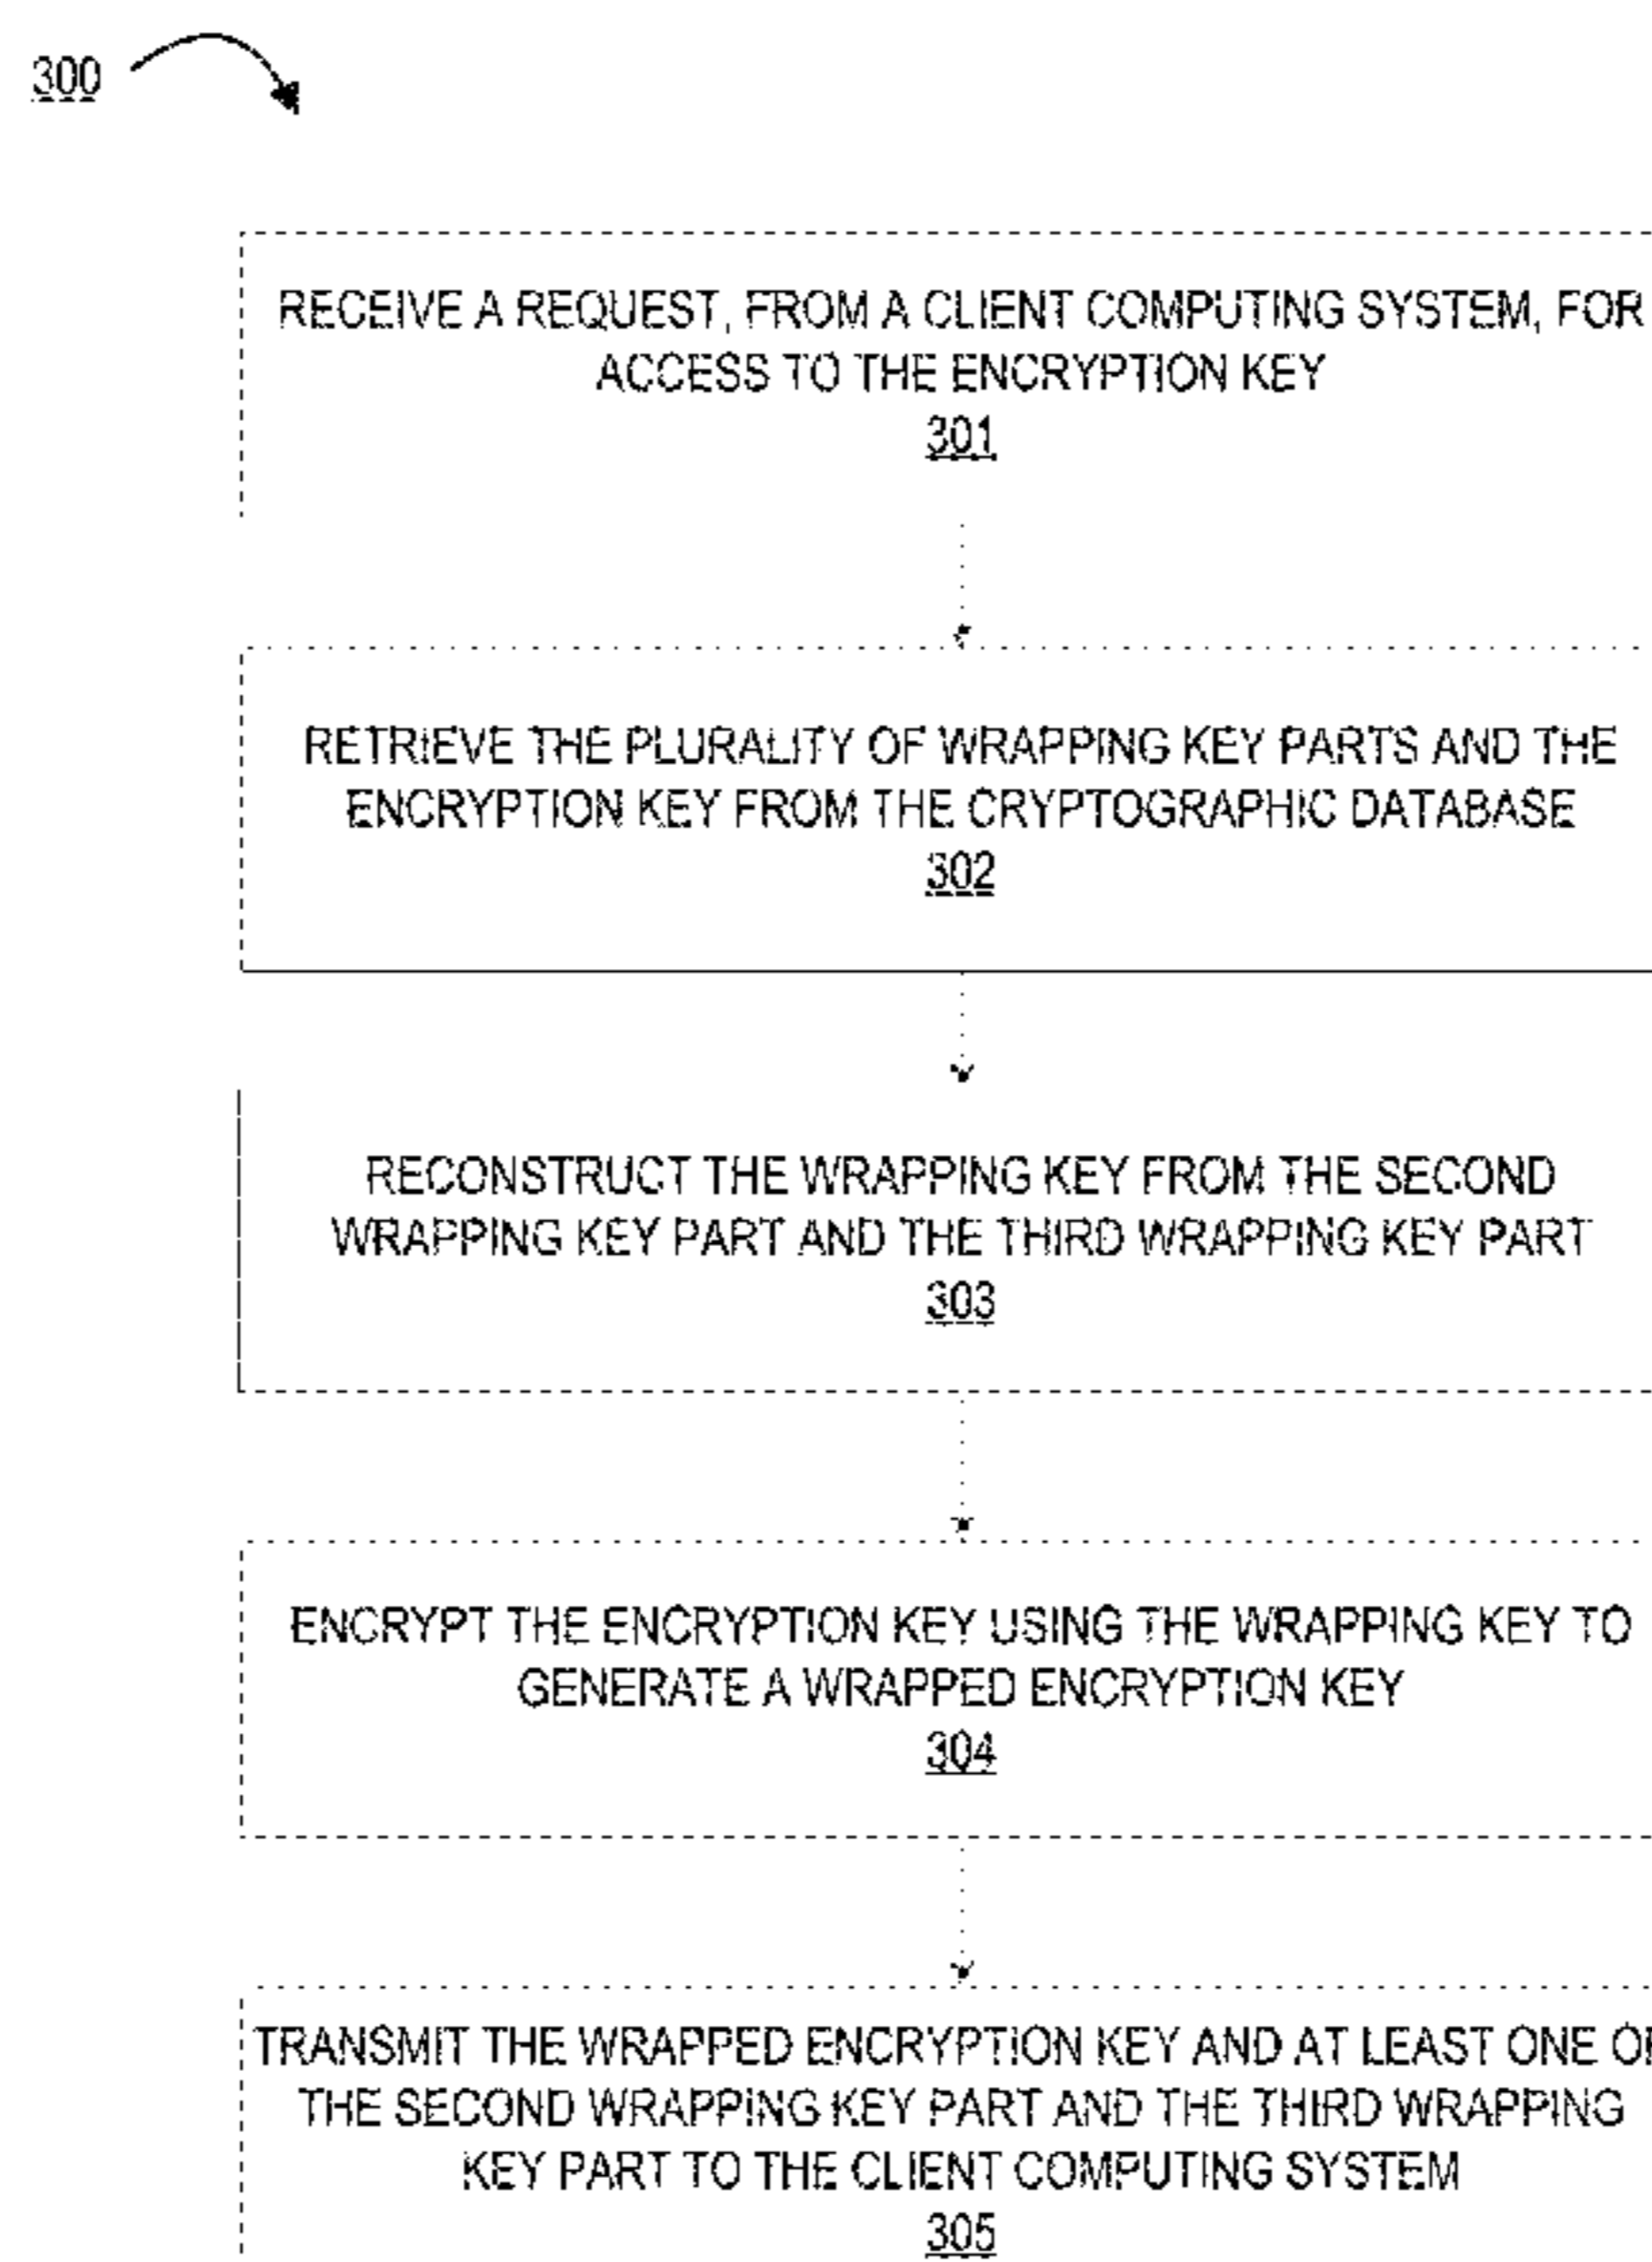 300
RECEIVE A REQUEST, FROM A CLIENT COMPUTING SYSTEM, FOR
ACCESS TO THE ENCRYPTION KEY
301
RETRIEVE THE PLURALITY OF WRAPPING KEY PARTS AND THE
ENCRYPTION KEY FROM THE CRYPTOGRAPHIC DATABASE
302
RECONSTRUCT THE WRAPPING KEY FROM THE SECOND
WRAPPING KEY PART AND THE THIRD WRAPPING KEY PART
303
ENCRYPT THE ENCRYPTION KEY USING THE WRAPPING KEY TO
GENERATE A WRAPPED ENCRYPTION KEY
304
TRANSMIT THE WRAPPED ENCRYPTION KEY AND AT LEAST ONE OF
THE SECOND WRAPPING KEY PART AND THE THIRD WRAPPING
KEY PART TO THE CLIENT COMPUTING SYSTEM
305